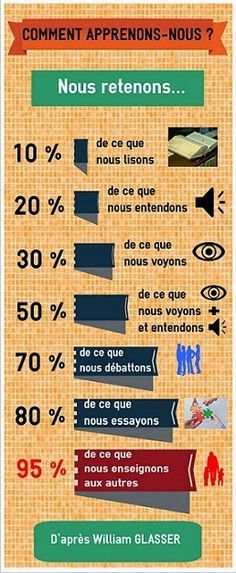 COMMENT APPRENONS-NOUS ?
Nous retenons...
10 %
de ce que
nous lisons
20 %
de ce que
nous entendons
30 %
de ce que
nous voyons
50 %
de ce que
nous voyons +
et entendons
70 %
de ce que
nous débattons
80 %
de ce que
nous essayons
95 %
de ce que
nous enseignons
aux autres
D'après William GLASSER